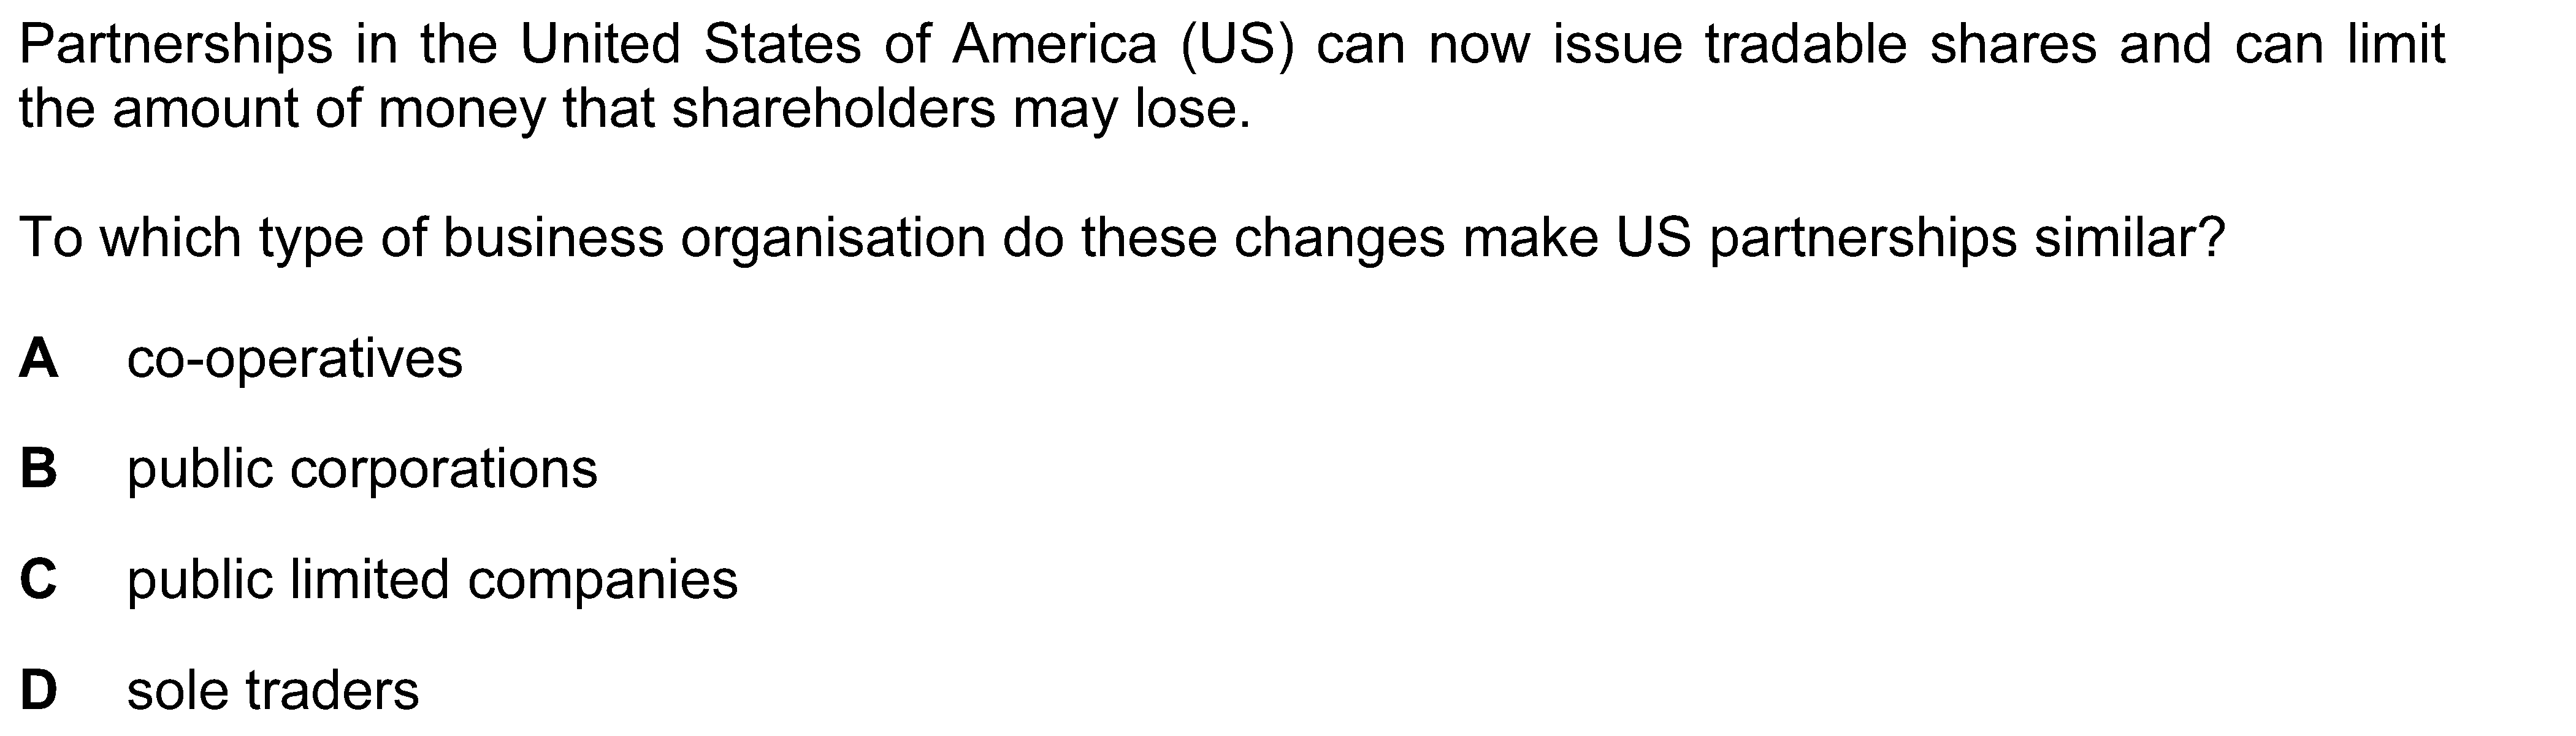 Partnerships in the United States of America (US) can now issue tradable shares and can limit
the amount of money that shareholders may lose.
To which type of business organisation do these changes make US partnerships similar?
A co-operatives
B public corporations
C public limited companies
D sole traders